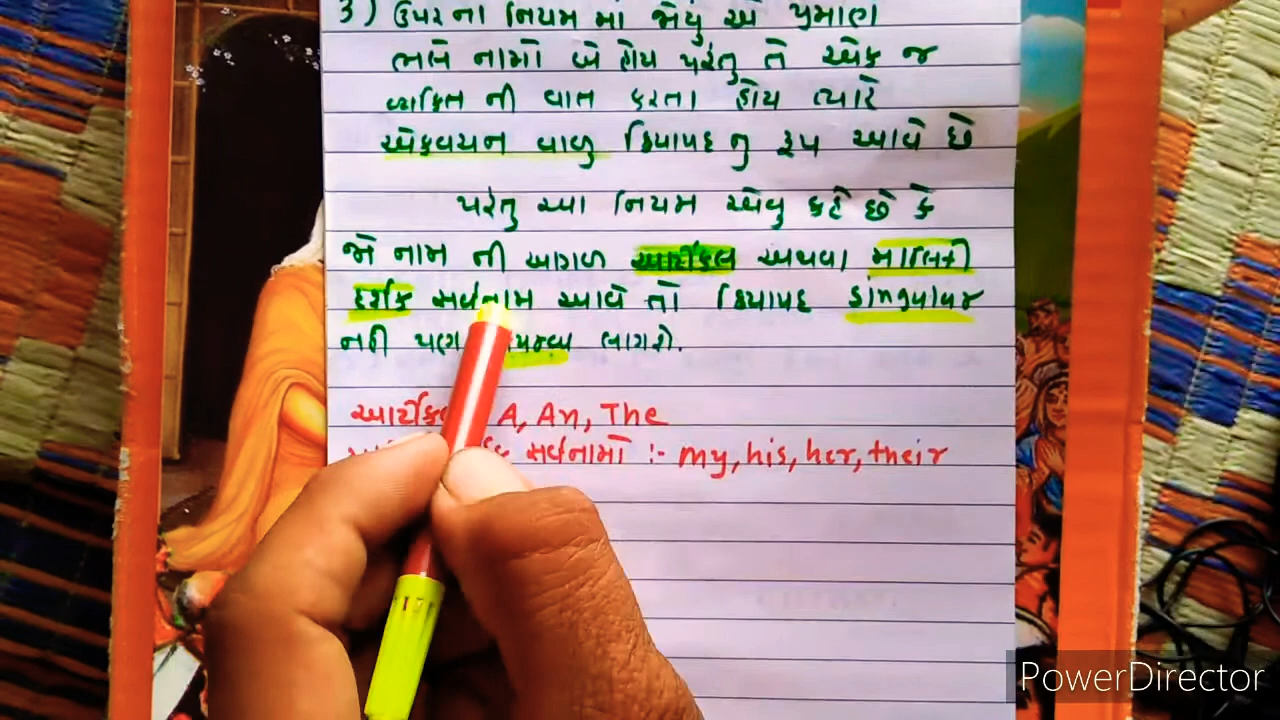 3) ઉપરના નિયમ માં જોયું એ પ્રમાણે
ભલે નામો બે હોય પરંતુ તે એક જ
વ્યકિત ની વાત કરતા હોય ત્યારે
એકવચન વાળુ ક્રિયાપદ નુ રૂપ આવે છે
પરંતુ આ નિયમ એવુ કહે છે કે
જો નામ ની આગળ આર્ટીકલ અથવા માલિકી
દર્શક સર્વનામ આવે તો ક્રિયાપદ singular
નહી પણ લાગશે.
A, An, The
સર્વનામો :- my, his, her, their
PowerDirector